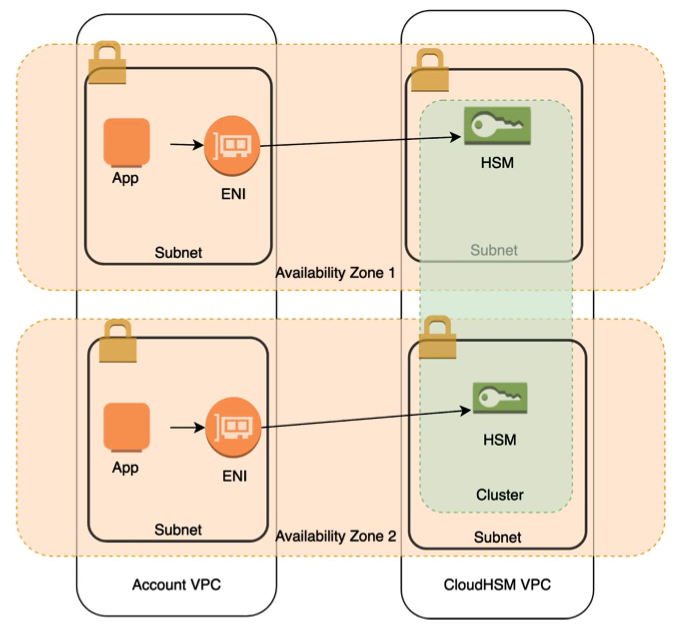 App
ENI
HSM
Subnet
Subnet
Availability Zone 1
App
ENI
HSM
Cluster
Subnet
Availability Zone 2
Subnet
Account VPC
CloudHSM VPC